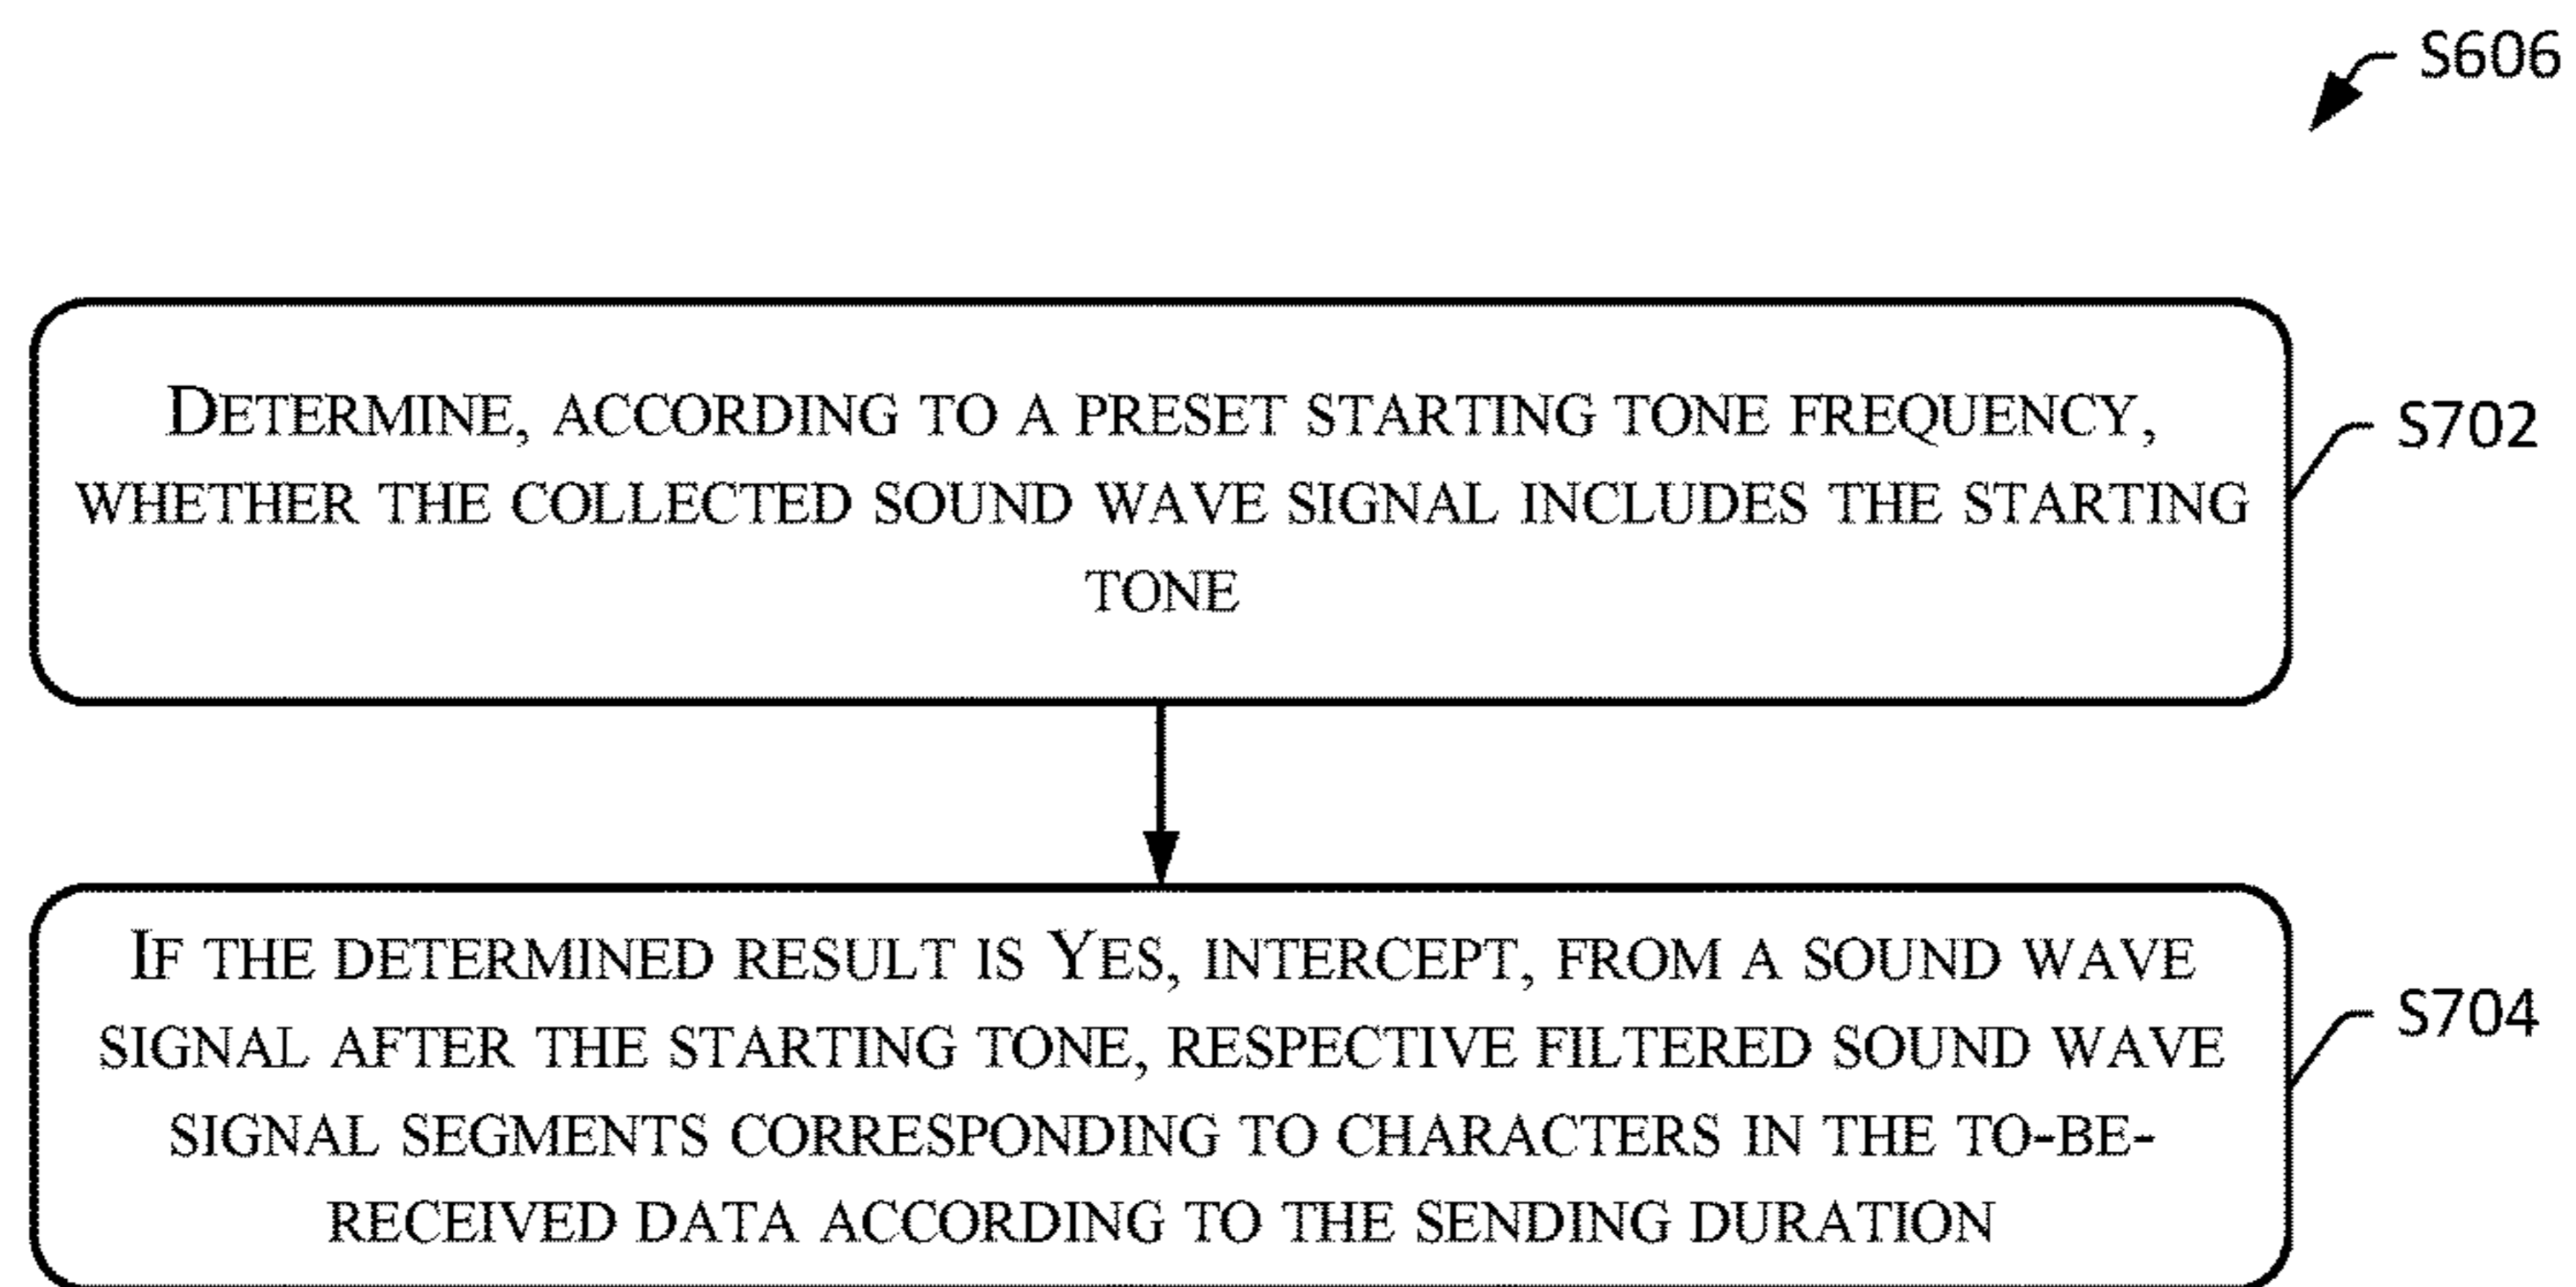 S606
DETERMINE, ACCORDING TO A PRESET STARTING TONE FREQUENCY,
WHETHER THE COLLECTED SOUND WAVE SIGNAL INCLUDES THE STARTING
TONE
S702
IF THE DETERMINED RESULT IS YES, INTERCEPT, FROM A SOUND WAVE
SIGNAL AFTER THE STARTING TONE, RESPECTIVE FILTERED SOUND WAVE
SIGNAL SEGMENTS CORRESPONDING TO CHARACTERS IN THE TO-BE-
RECEIVED DATA ACCORDING TO THE SENDING DURATION
S704